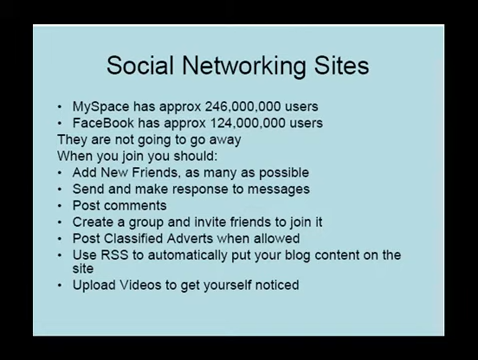 Social Networking Sites
• MySpace has approx 246,000,000 users
• FaceBook has approx 124,000,000 users
They are not going to go away
When you join you should:
• Add New Friends, as many as possible
• Send and make response to messages
• Post comments
• Create a group and invite friends to join it
• Post Classified Adverts when allowed
• Use RSS to automatically put your blog content on the
site
• Upload Videos to get yourself noticed